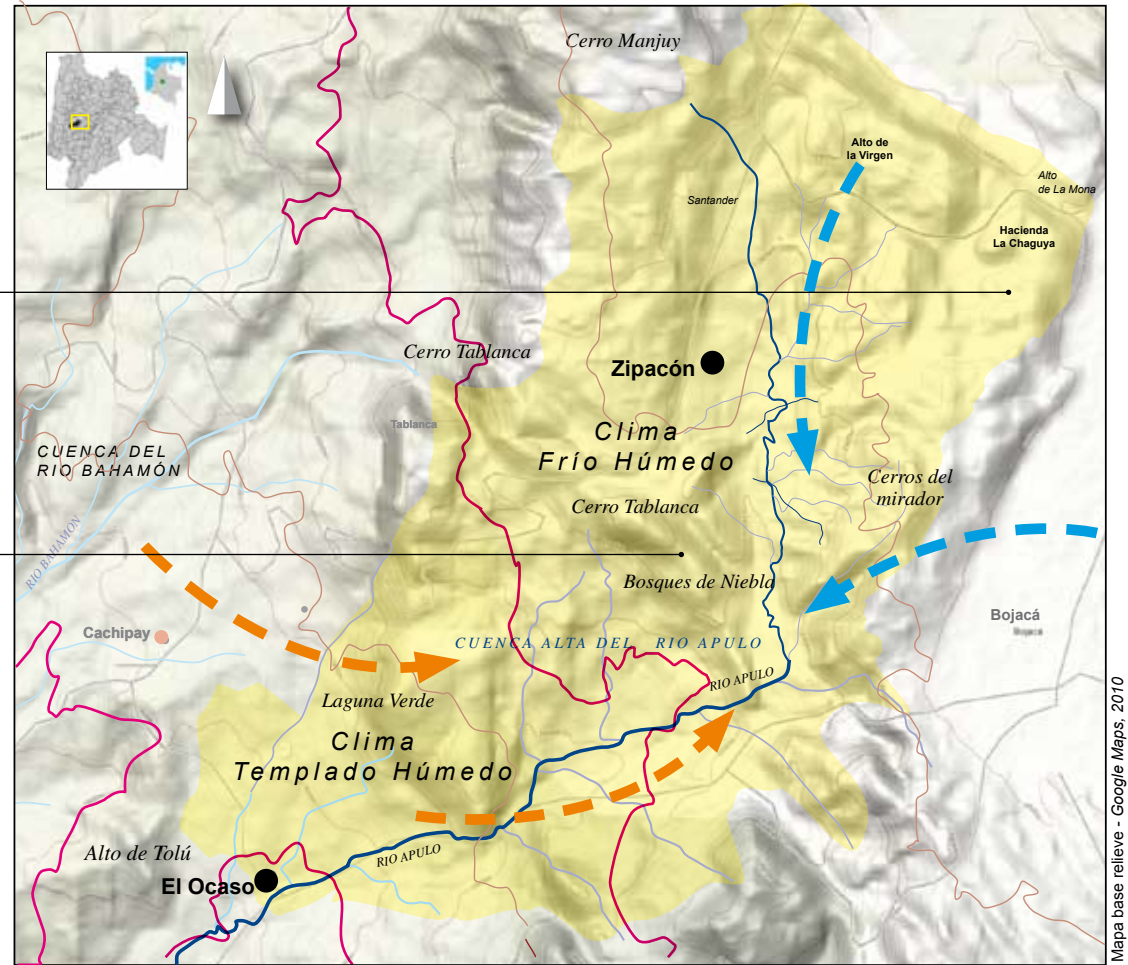 Cerro Manjuy
Alto de
la Virgen
Alto
de La Mona
Santander
Hacienda
La Chaguya
Cerro Tablanca
Zipacón
Tablanca
Clima
Frío Húmedo
CUENCA DEL
RIO BAHAMÓN
Cerros del
mirador
Cerro Tablanca
RIO BAHAMÓN
Bosques de Niebla
Bojacá
Bojacá
Cachipay
CUENCA ALTA DEL RIO APULO
RIO APULO
Laguna Verde
Clima
Templado Húmedo
Alto de Tolú
RIO APULO
El Ocaso
Mapa base relieve - Google Maps, 2010